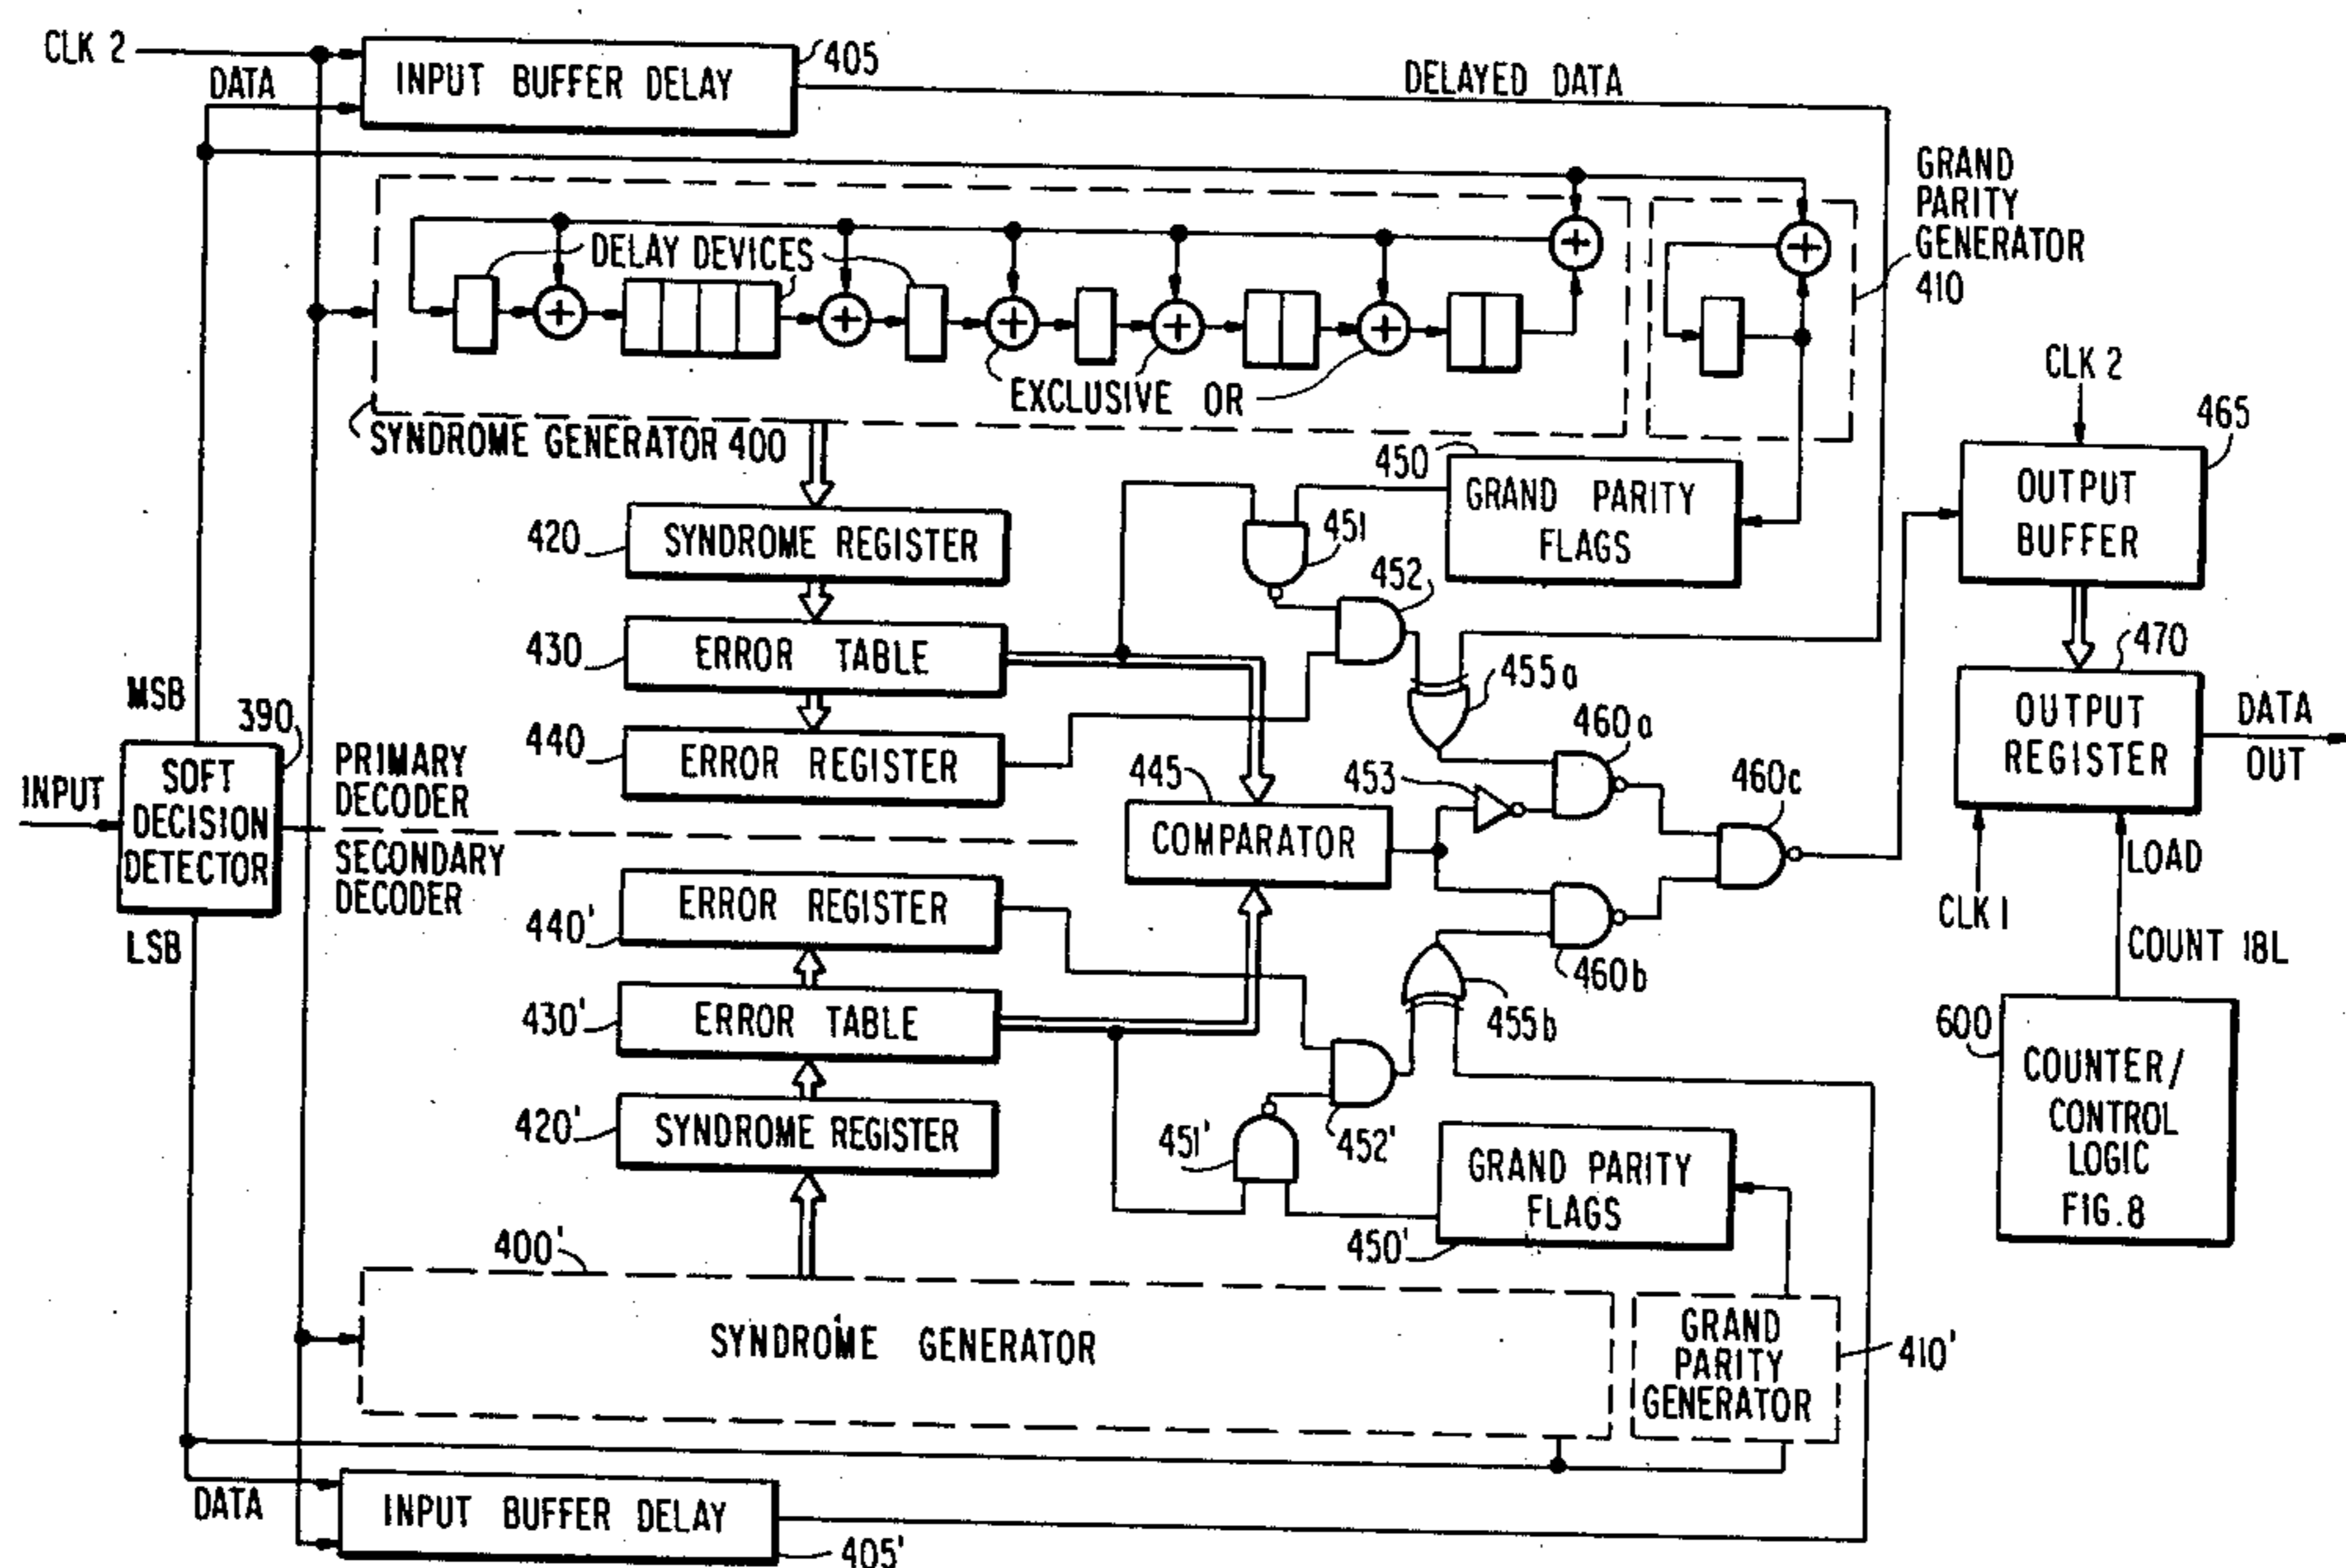 CLK 2
DATA
INPUT BUFFER DELAY
405
DELAYED DATA
GRAND
PARITY
GENERATOR
410
DELAY DEVICES
EXCLUSIVE OR
SYNDROME GENERATOR 400
CLK 2
465
OUTPUT
BUFFER
450
GRAND PARITY
FLAGS
451
420
SYNDROME REGISTER
452
430
ERROR TABLE
470
455a
MSB
390
440
ERROR REGISTER
460a
OUTPUT
REGISTER
DATA
OUT
INPUT
SOFT
DECISION
DETECTOR
PRIMARY
DECODER
445
COMPARATOR
453
460c
LOAD
CLK 1
SECONDARY
DECODER
LSB
440'
ERROR REGISTER
460b
COUNT 18L
430'
ERROR TABLE
455b
600
COUNTER/
CONTROL
LOGIC
FIG. 8
420'
SYNDROME REGISTER
451'
452'
GRAND PARITY
FLAGS
450'
400'
SYNDROME GENERATOR
GRAND
PARITY
GENERATOR
410'
DATA
INPUT BUFFER DELAY
405'